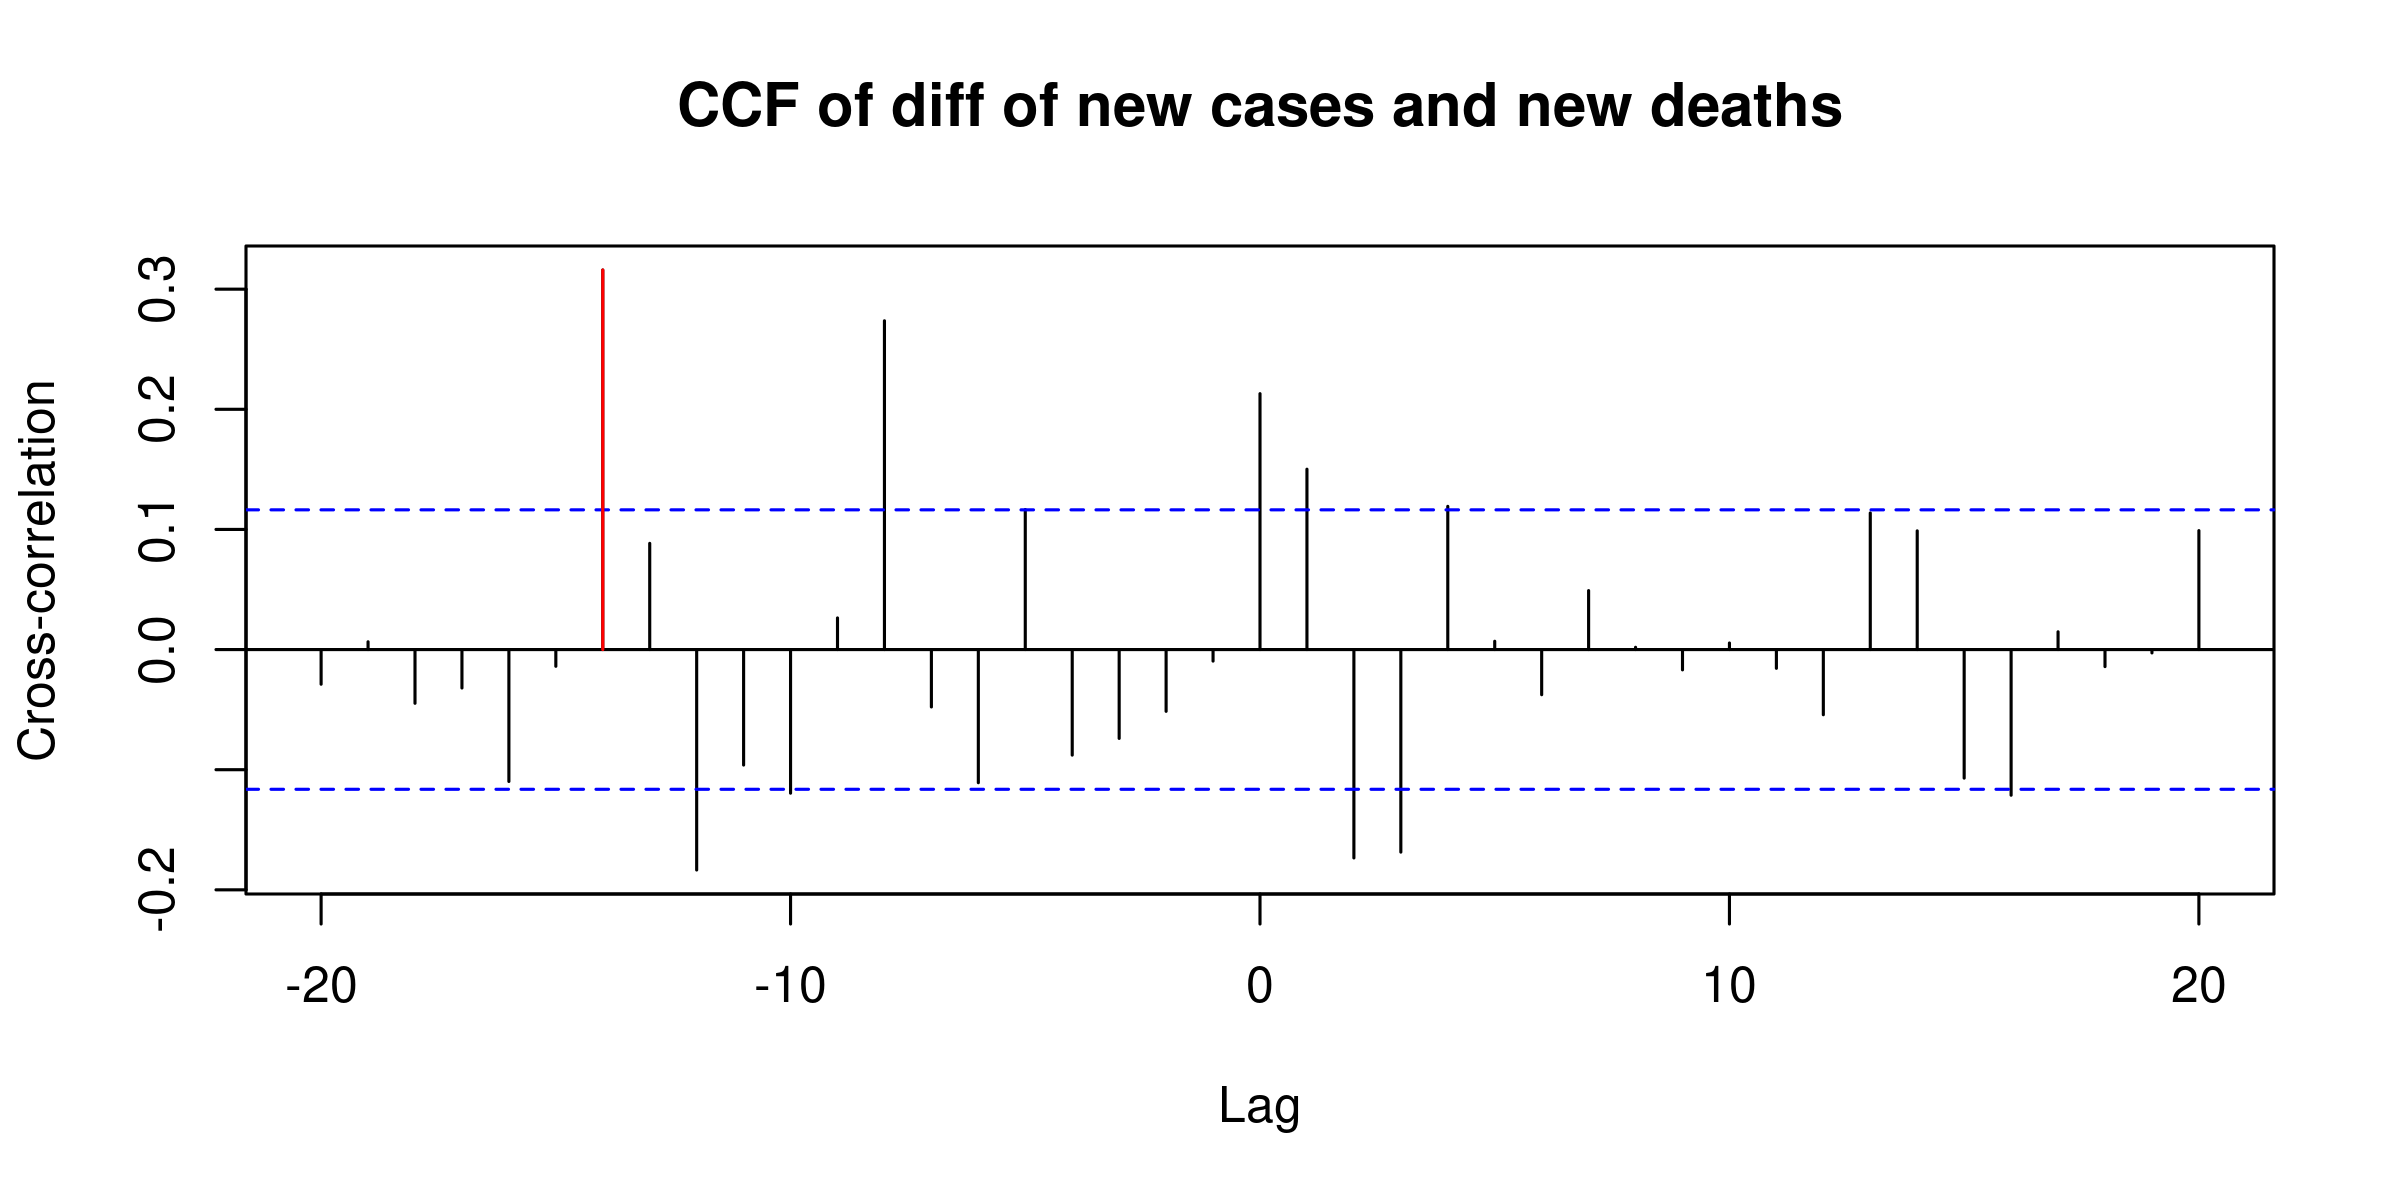 CCF of diff of new cases and new deaths
Cross-correlation
0.3
0.2
0.1
0.0
-0.2
-20 -10 0 10 20
Lag